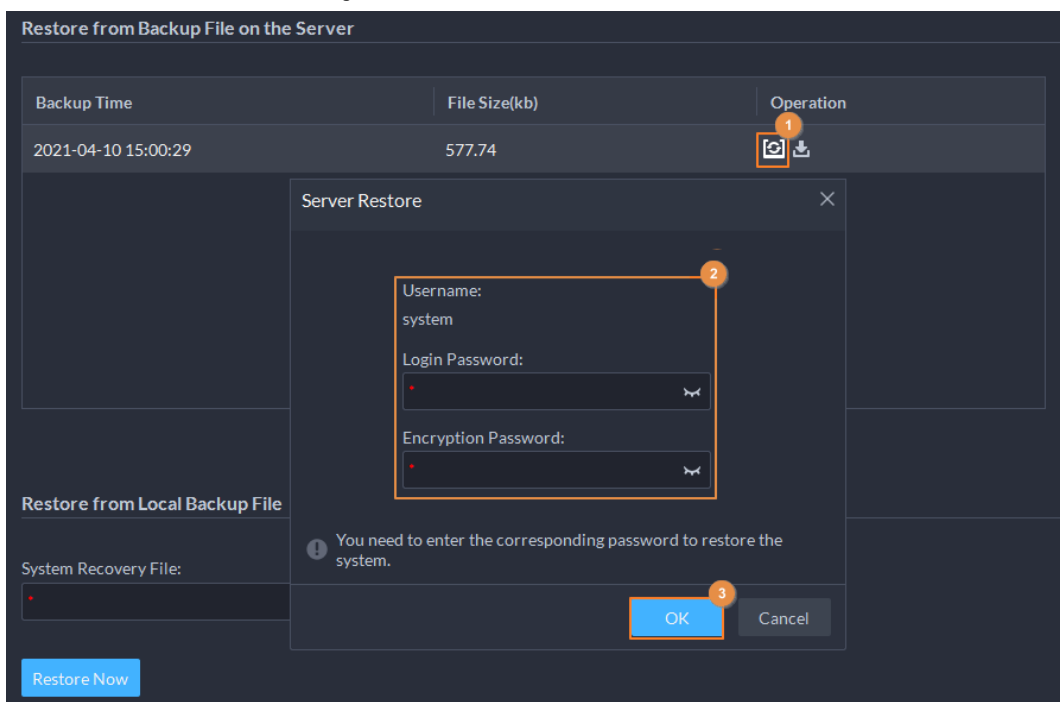 Restore from Backup File on the Server
Backup Time File Size(kb) Operation
1
2021-04-10 15:00:29 577.74
Server Restore
2
Username:
system
Login Password:
*
Encryption Password:
*
You need to enter the corresponding password to restore the
system.
3
OK Cancel
Restore from Local Backup File
System Recovery File:
*
Restore Now